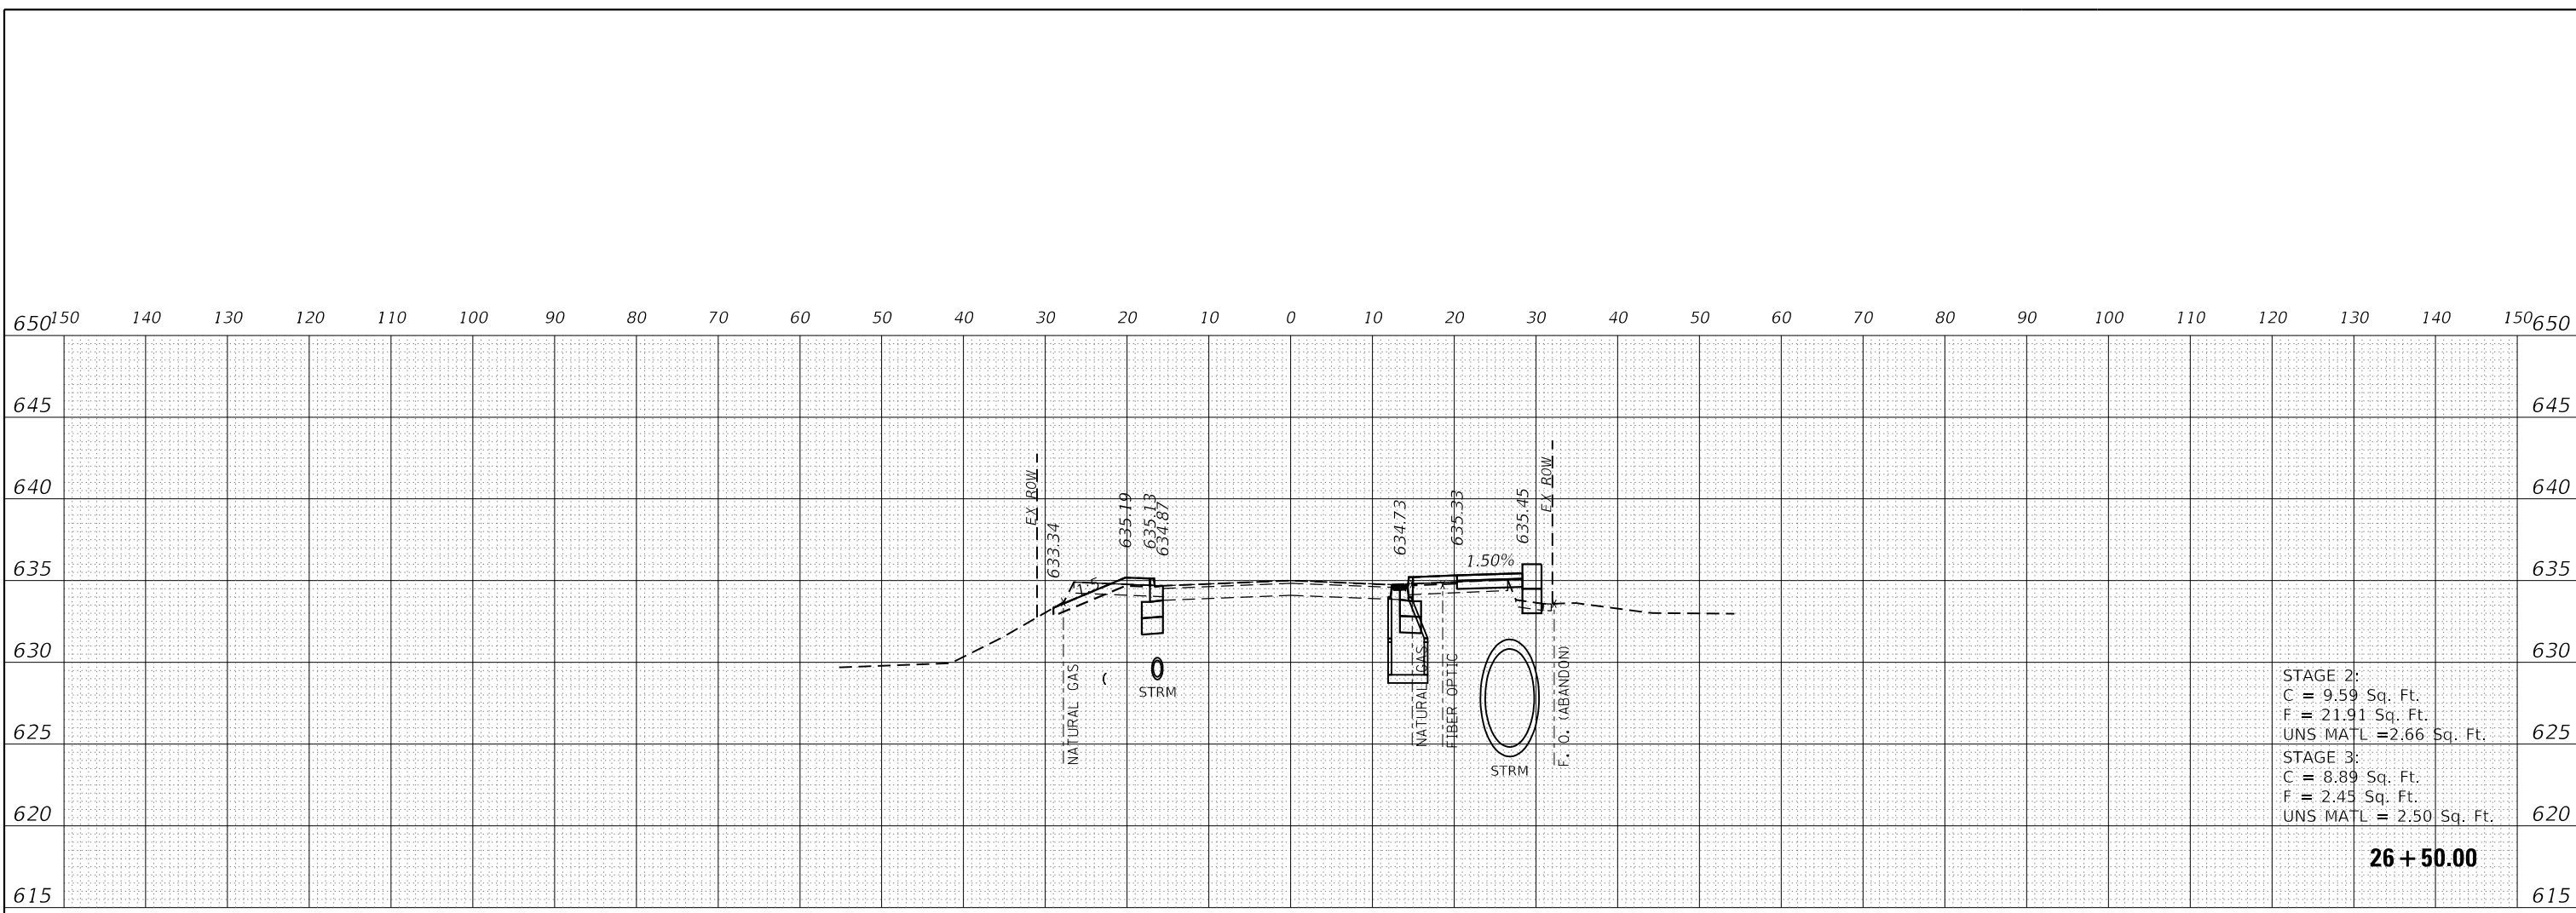 150 140 130 120 110 100 90 80 70 60 50 40 30 20 10 0 10 20 30 40 50 60 70 80 90 100 110 120 130 140 150
650 650
645 645
640 640
635 635
630 630
625 625
620 620
615 615
EX ROW
633.34
635.19
635.13
634.87
634.73
635.33
635.45
EX ROW
1.50%
NATURAL GAS
STRM
NATURAL GAS
FIBER OPTIC
STRM
F. O. (ABANDON)
STAGE 2:
C = 9.59 Sq. Ft.
F = 21.91 Sq. Ft.
UNS MATL =2.66 Sq. Ft.
STAGE 3:
C = 8.89 Sq. Ft.
F = 2.45 Sq. Ft.
UNS MATL = 2.50 Sq. Ft.
26+50.00